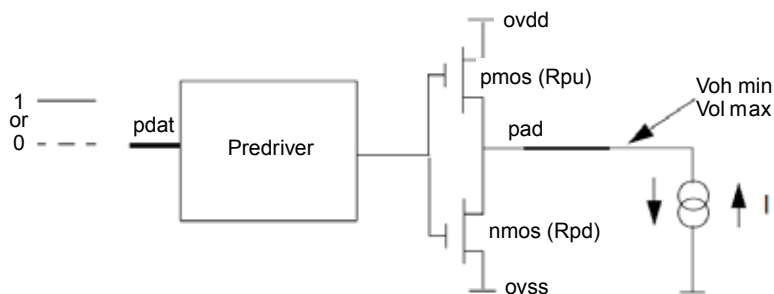 ovdd
pmos (Rpu)
Voh min
Vol max
1
or
0
pdat
Predriver
pad
nmos (Rpd)
I
ovss